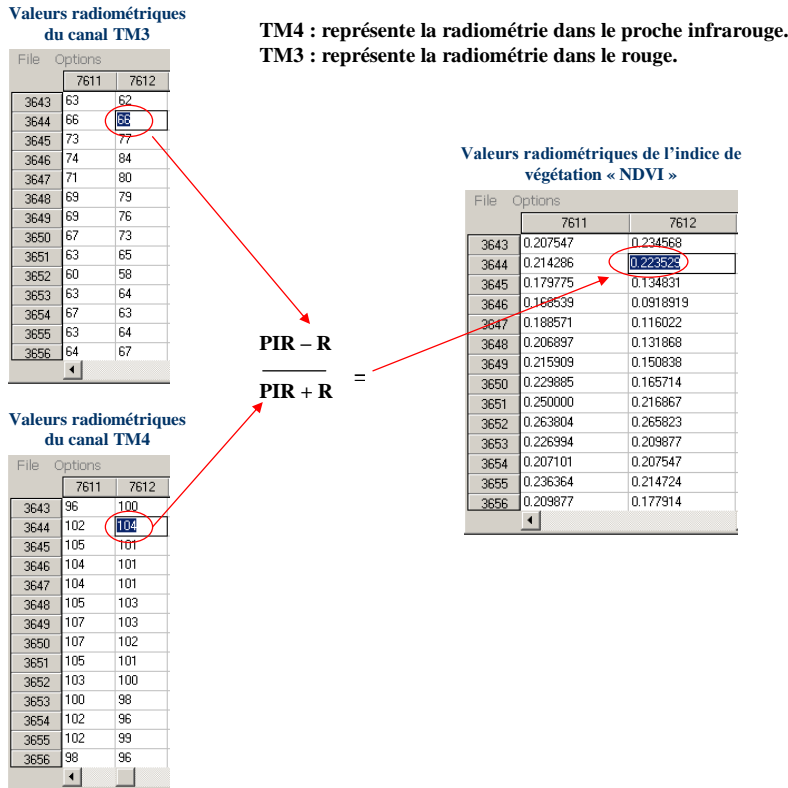 Valeurs radiométriques
du canal TM3
File Options
7611 7612
3643 63 62
3644 66 66
3645 73 77
3646 74 84
3647 71 80
3648 69 79
3649 69 76
3650 67 73
3651 63 65
3652 60 58
3653 63 64
3654 67 63
3655 63 64
3656 64 67
TM4 : représente la radiométrie dans le proche infrarouge.
TM3 : représente la radiométrie dans le rouge.
Valeurs radiométriques
du canal TM4
File Options
7611 7612
3643 96 100
3644 102 104
3645 105 101
3646 104 101
3647 104 101
3648 105 103
3649 107 103
3650 107 102
3651 105 101
3652 103 100
3653 100 98
3654 102 96
3655 102 99
3656 98 96
PIR – R
PIR + R
=
Valeurs radiométriques de l’indice de
végétation « NDVI »
File Options
7611 7612
3643 0.207547 0.234568
3644 0.214286 0.223529
3645 0.179775 0.134831
3646 0.168539 0.0918919
3647 0.188571 0.116022
3648 0.206897 0.131868
3649 0.215909 0.150838
3650 0.229885 0.165714
3651 0.250000 0.216867
3652 0.263804 0.265823
3653 0.226994 0.209877
3654 0.207101 0.207547
3655 0.236364 0.214724
3656 0.209877 0.177914